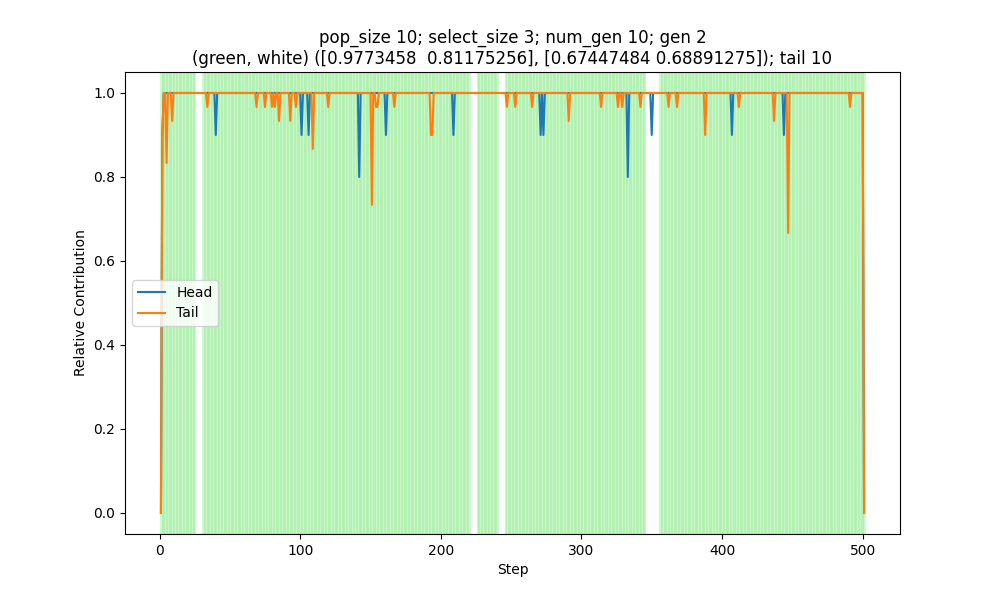 pop_size 10; select_size 3; num_gen 10; gen 2
(green, white) ([0.9773458  0.81175256], [0.67447484 0.68891275]); tail 10
1.0
0.8
0.6
0.4
0.2
0.0
Relative Contribution
Head
Tail
0 100 200 300 400 500
Step